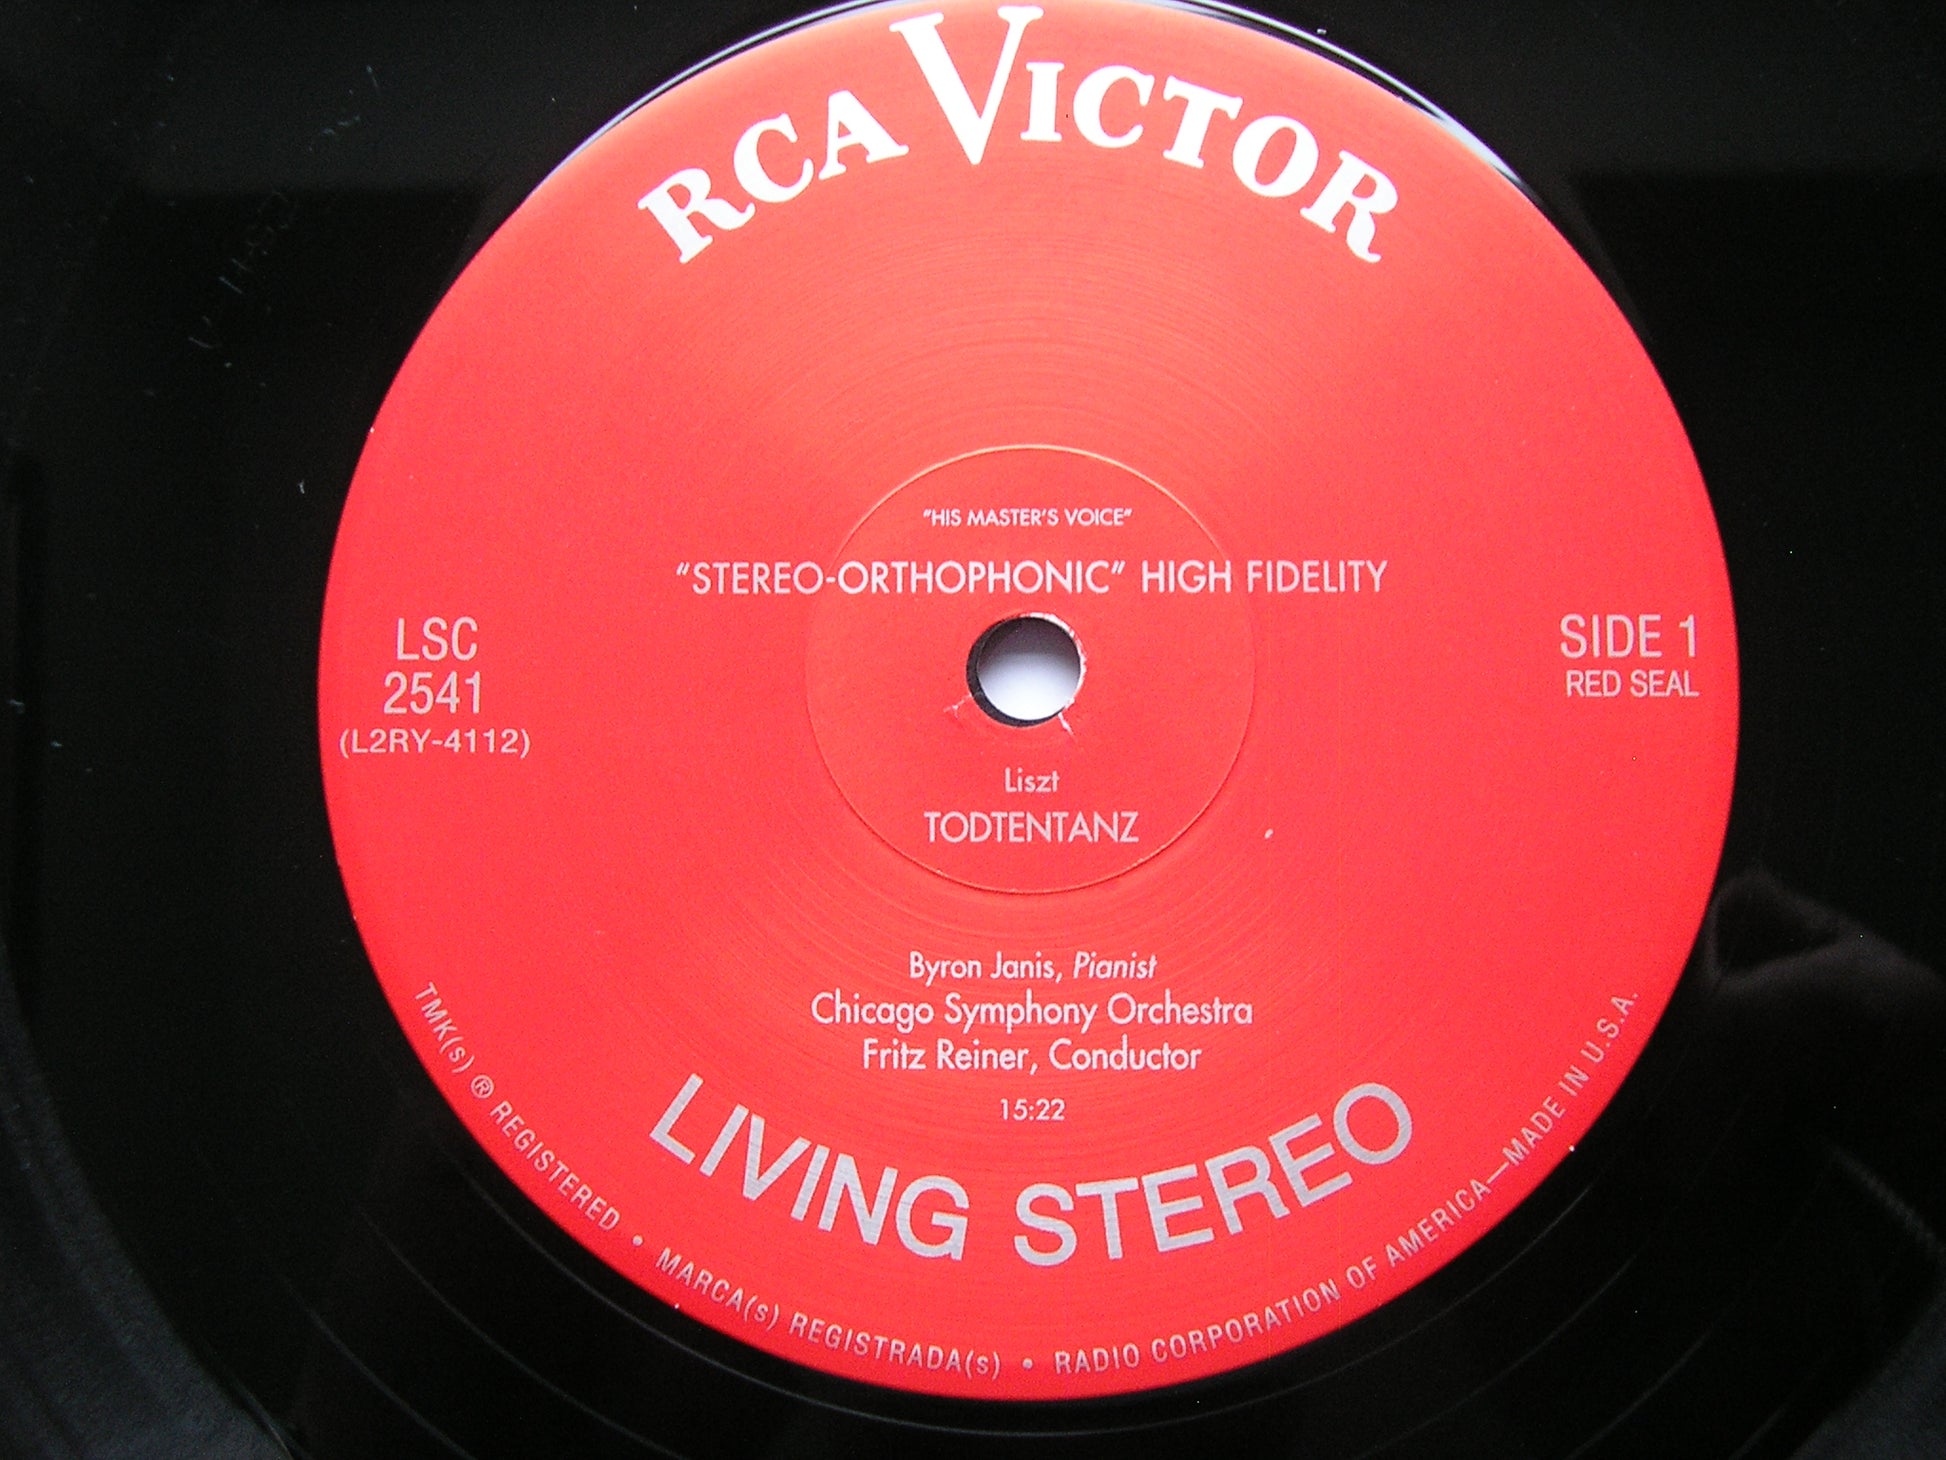 RCA VICTOR
"HIS MASTER'S VOICE"
"STEREO-ORTHOPHONIC" HIGH FIDELITY
LSC
2541
(L2RY-4112)
SIDE 1
RED SEAL
Liszt
TODTENTANZ
Byron Janis, Pianist
Chicago Symphony Orchestra
Fritz Reiner, Conductor
15:22
LIVING STEREO
TMK(s) ® REGISTERED • MARCA(s) REGISTRADA(s) • RADIO CORPORATION OF AMERICA—MADE IN U.S.A.